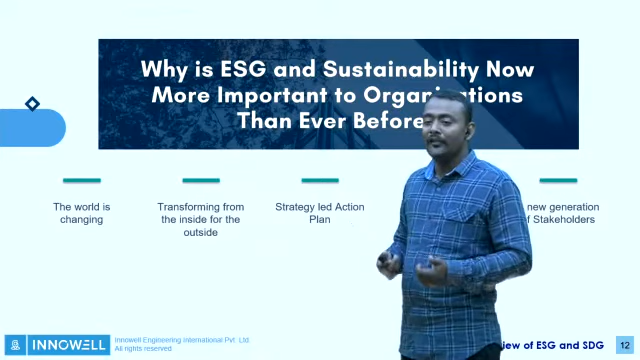 Why is ESG and Sustainability Now
More Important to Organizations
Than Ever Before
The world is
changing
Transforming from
the inside for the
outside
Strategy led Action
Plan
new generation
of Stakeholders
INNOWELL
Innowell Engineering International Pvt. Ltd.
All rights reserved
of ESG and SDG
12